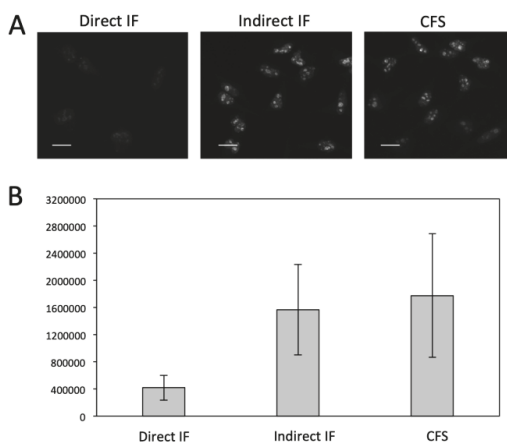 A
Direct IF
Indirect IF
CFS
B
3200000
2800000
2400000
2000000
1600000
1200000
800000
400000
0
Direct IF
Indirect IF
CFS